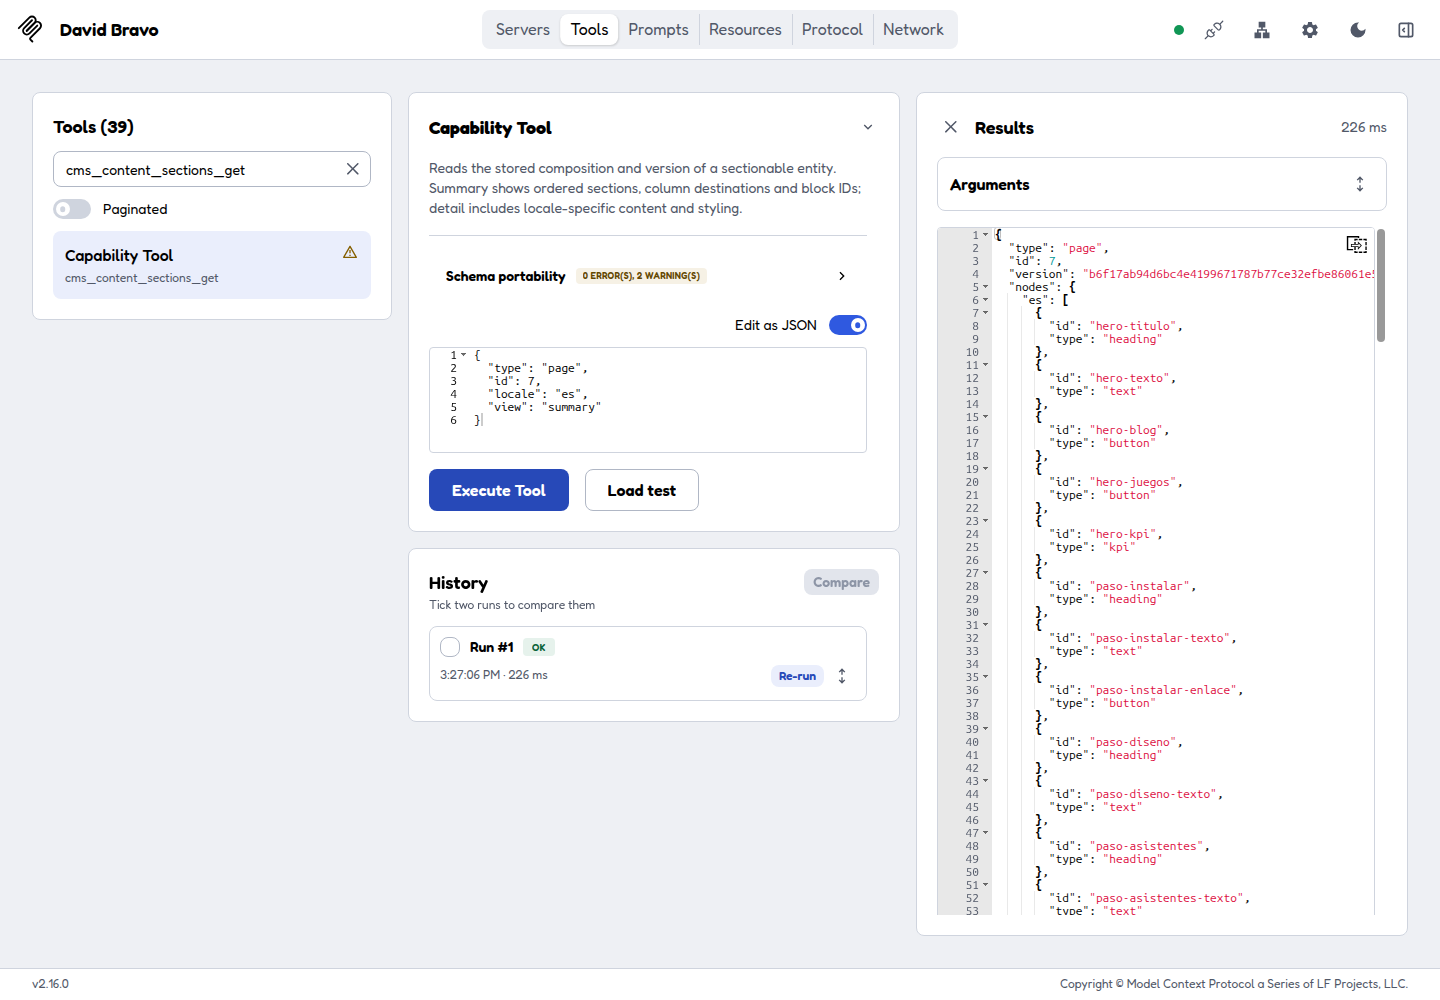 David Bravo
Servers
Tools
Prompts
Resources
Protocol
Network
Tools (39)
cms_content_sections_get
Paginated
Capability Tool
cms_content_sections_get
Capability Tool
Reads the stored composition and version of a sectionable entity.
Summary shows ordered sections, column destinations and block IDs;
detail includes locale-specific content and styling.
Schema portability
0 ERROR(S), 2 WARNING(S)
Edit as JSON
1 {
2 "type": "page",
3 "id": 7,
4 "locale": "es",
5 "view": "summary"
6 }
Execute Tool
Load test
History
Compare
Tick two runs to compare them
Run #1
OK
3:27:06 PM · 226 ms
Re-run
Results
226 ms
Arguments
1 {
2 "type": "page",
3 "id": 7,
4 "version": "b6f17ab94d6bc4e4199671787b77ce32efbe86061e5
5 "nodes": {
6 "es": [
7 {
8 "id": "hero-titulo",
9 "type": "heading"
10 },
11 {
12 "id": "hero-texto",
13 "type": "text"
14 },
15 {
16 "id": "hero-blog",
17 "type": "button"
18 },
19 {
20 "id": "hero-juegos",
21 "type": "button"
22 },
23 {
24 "id": "hero-kpi",
25 "type": "kpi"
26 },
27 {
28 "id": "paso-instalar",
29 "type": "heading"
30 },
31 {
32 "id": "paso-instalar-texto",
33 "type": "text"
34 },
35 {
36 "id": "paso-instalar-enlace",
37 "type": "button"
38 },
39 {
40 "id": "paso-diseno",
41 "type": "heading"
42 },
43 {
44 "id": "paso-diseno-texto",
45 "type": "text"
46 },
47 {
48 "id": "paso-asistentes",
49 "type": "heading"
50 },
51 {
52 "id": "paso-asistentes-texto",
53 "type": "text"
v2.16.0
Copyright © Model Context Protocol a Series of LF Projects, LLC.